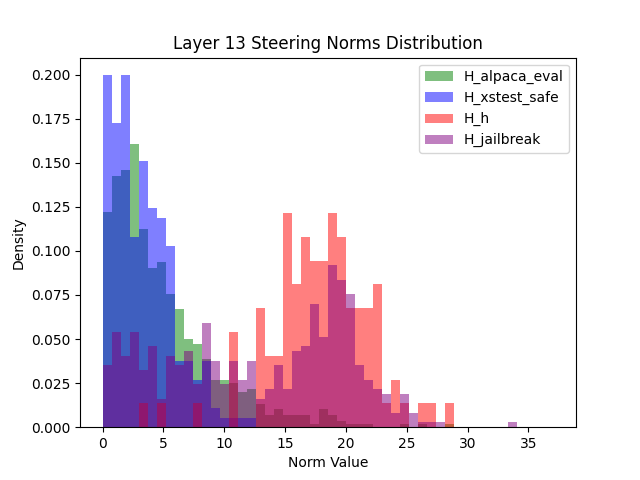 Layer 13 Steering Norms Distribution
H_alpaca_eval
H_xstest_safe
H_h
H_jailbreak
0.200
0.175
0.150
0.125
0.100
0.075
0.050
0.025
0.000
Density
0 5 10 15 20 25 30 35
Norm Value